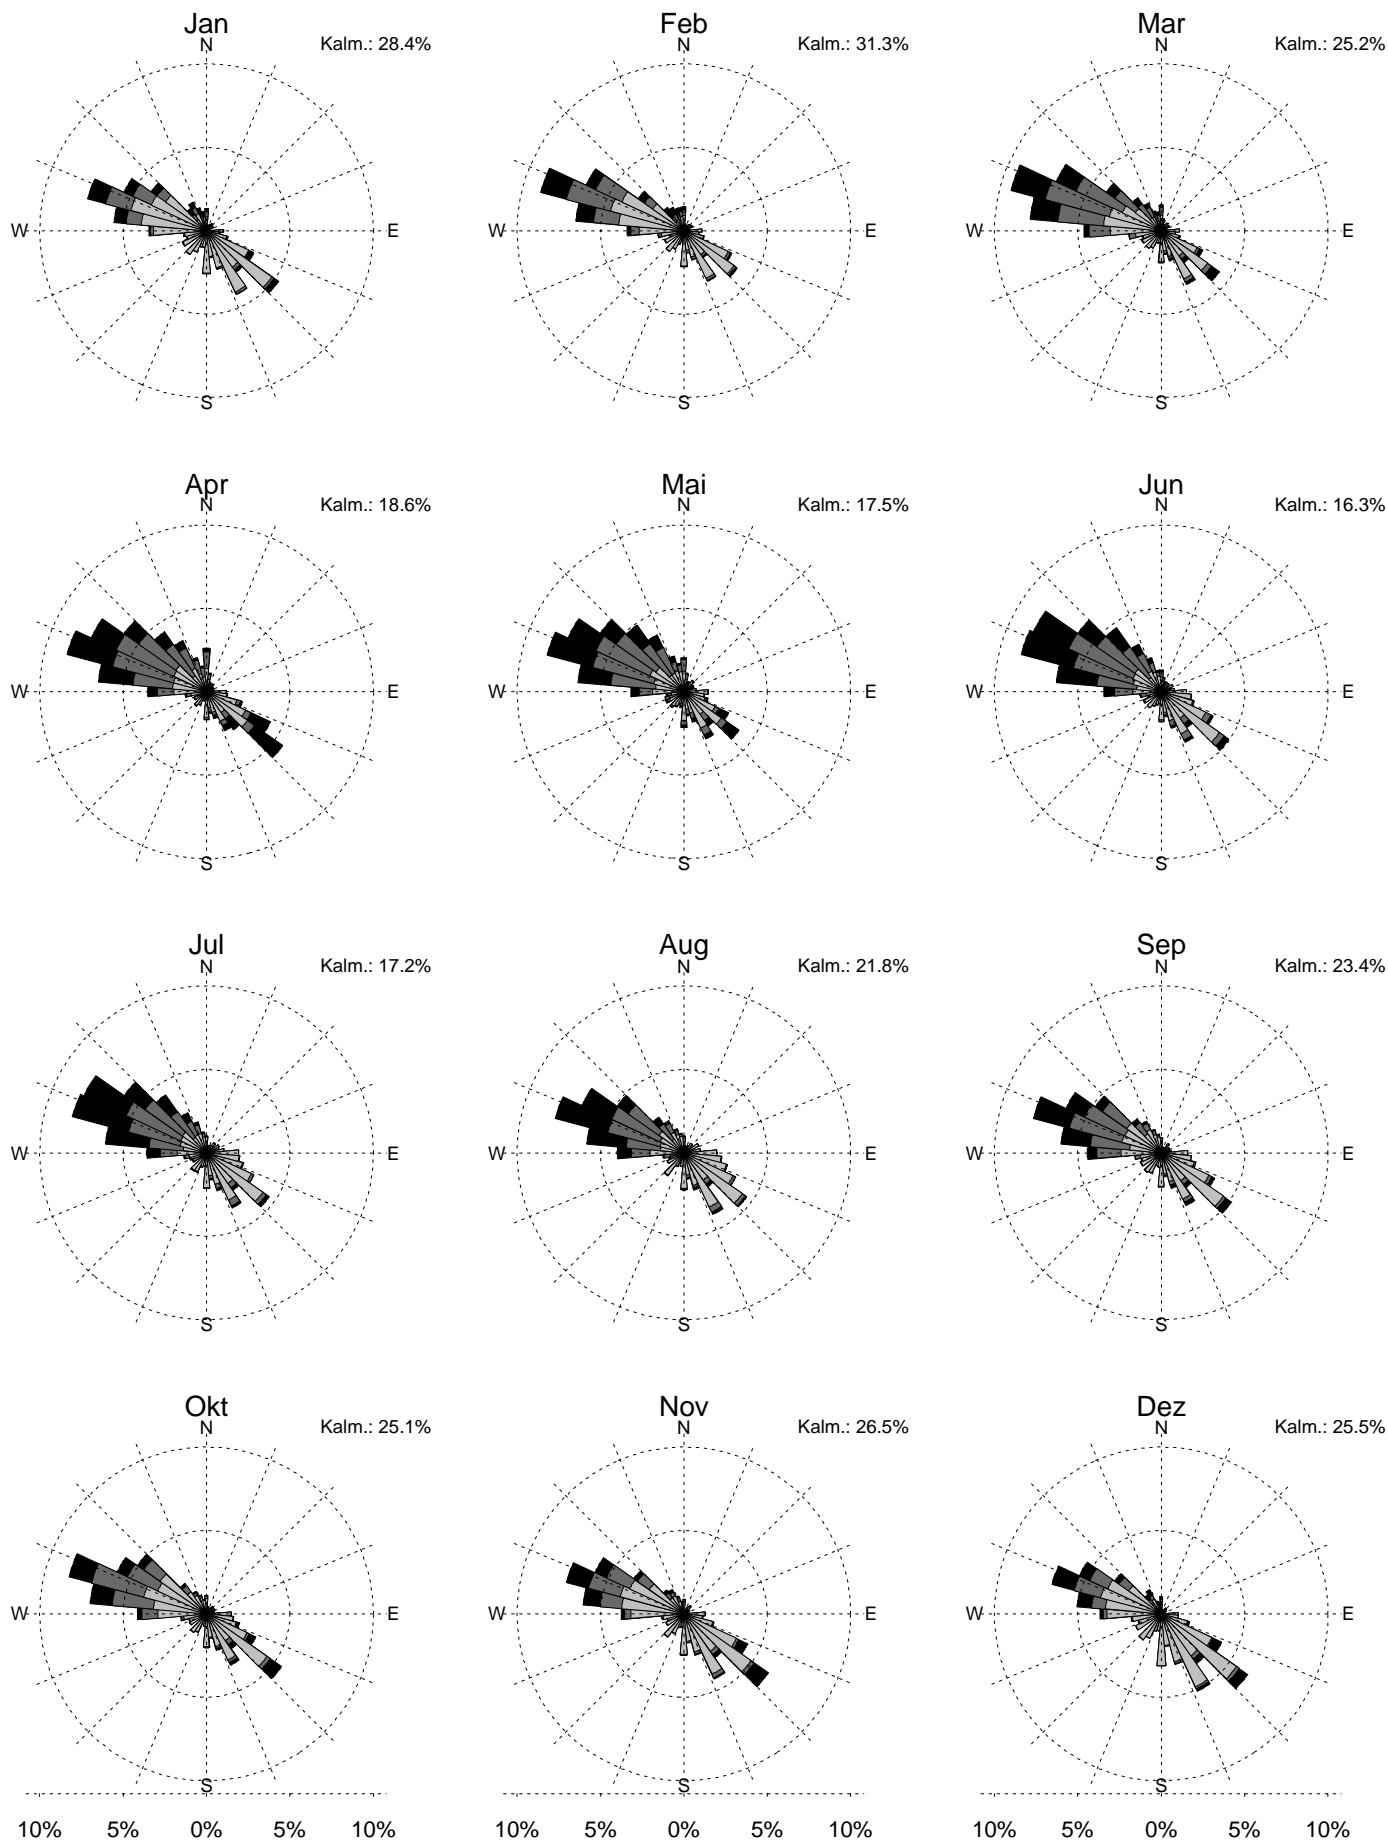 Jan
N
Kalm.: 28.4%
W
E
S
Feb
N
Kalm.: 31.3%
W
E
S
Mar
N
Kalm.: 25.2%
W
E
S
Apr
N
Kalm.: 18.6%
W
E
S
Mai
N
Kalm.: 17.5%
W
E
S
Jun
N
Kalm.: 16.3%
W
E
S
Jul
N
Kalm.: 17.2%
W
E
S
Aug
N
Kalm.: 21.8%
W
E
S
Sep
N
Kalm.: 23.4%
W
E
S
Okt
N
Kalm.: 25.1%
W
E
S
Nov
N
Kalm.: 26.5%
W
E
S
Dez
N
Kalm.: 25.5%
W
E
S
10% 5% 0% 5% 10%
10% 5% 0% 5% 10%
10% 5% 0% 5% 10%